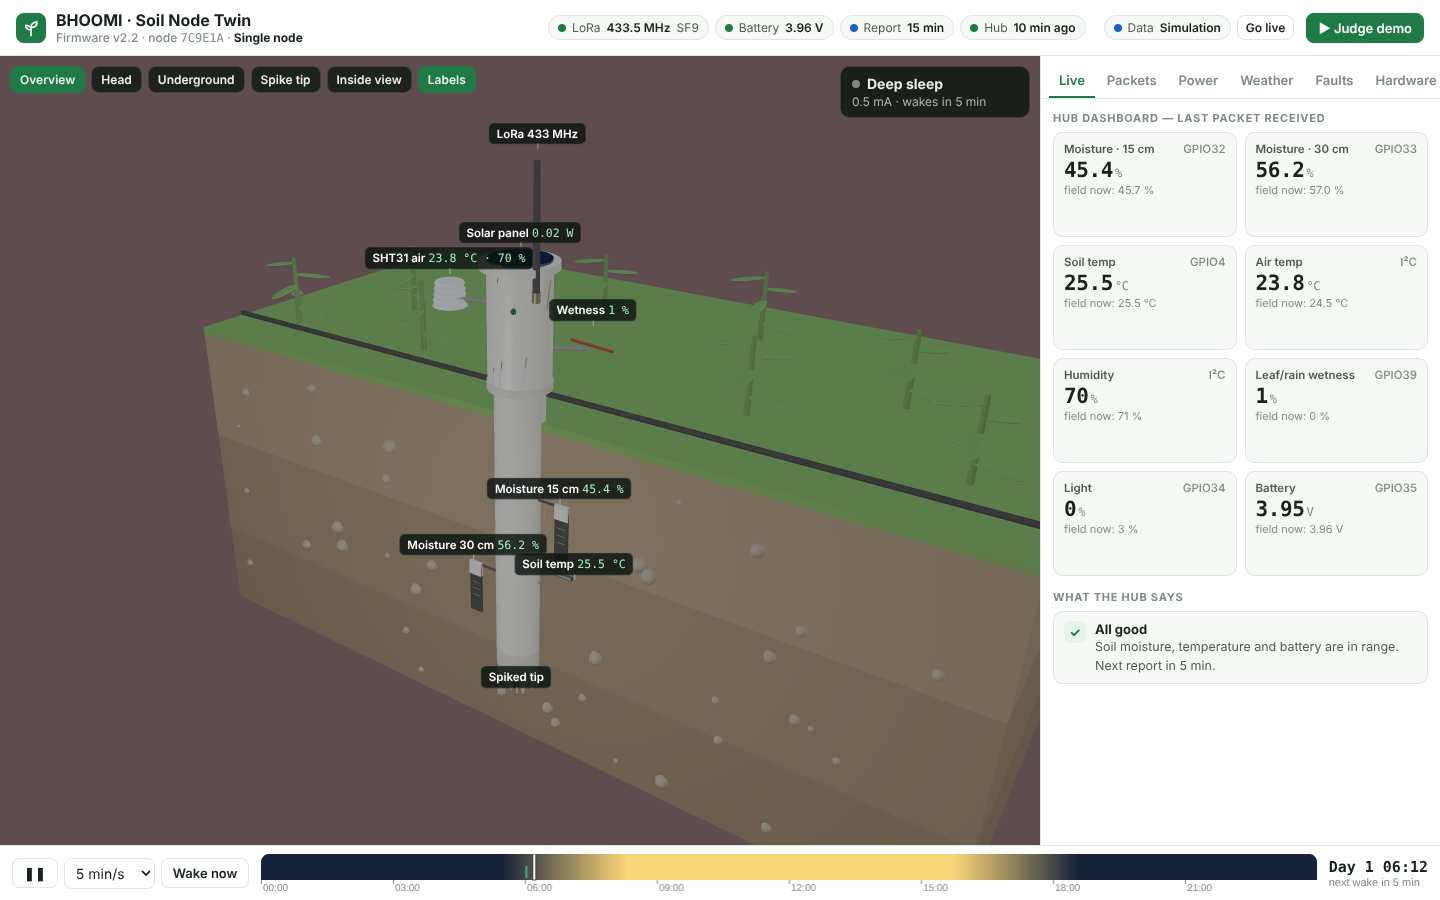 BHOOMI · Soil Node Twin
Firmware v2.2 · node 7C9E1A · Single node
LoRa 433.5 MHz SF9
Battery 3.96 V
Report 15 min
Hub 10 min ago
Data Simulation
Go live
▶ Judge demo
Overview
Head
Underground
Spike tip
Inside view
Labels
Deep sleep
0.5 mA · wakes in 5 min
LoRa 433 MHz
Solar panel 0.02 W
SHT31 air 23.8 °C · 70 %
Wetness 1 %
Moisture 15 cm 45.4 %
Moisture 30 cm 56.2 %
Soil temp 25.5 °C
Spiked tip
Live
Packets
Power
Weather
Faults
Hardware
HUB DASHBOARD — LAST PACKET RECEIVED
Moisture · 15 cm GPIO32
45.4 %
field now: 45.7 %
Moisture · 30 cm GPIO33
56.2 %
field now: 57.0 %
Soil temp GPIO4
25.5 °C
field now: 25.5 °C
Air temp I²C
23.8 °C
field now: 24.5 °C
Humidity I²C
70 %
field now: 71 %
Leaf/rain wetness GPIO39
1 %
field now: 0 %
Light GPIO34
0 %
field now: 3 %
Battery GPIO35
3.95 V
field now: 3.96 V
WHAT THE HUB SAYS
All good
Soil moisture, temperature and battery are in range.
Next report in 5 min.
5 min/s
Wake now
00:00
03:00
06:00
09:00
12:00
15:00
18:00
21:00
Day 1 06:12
next wake in 5 min